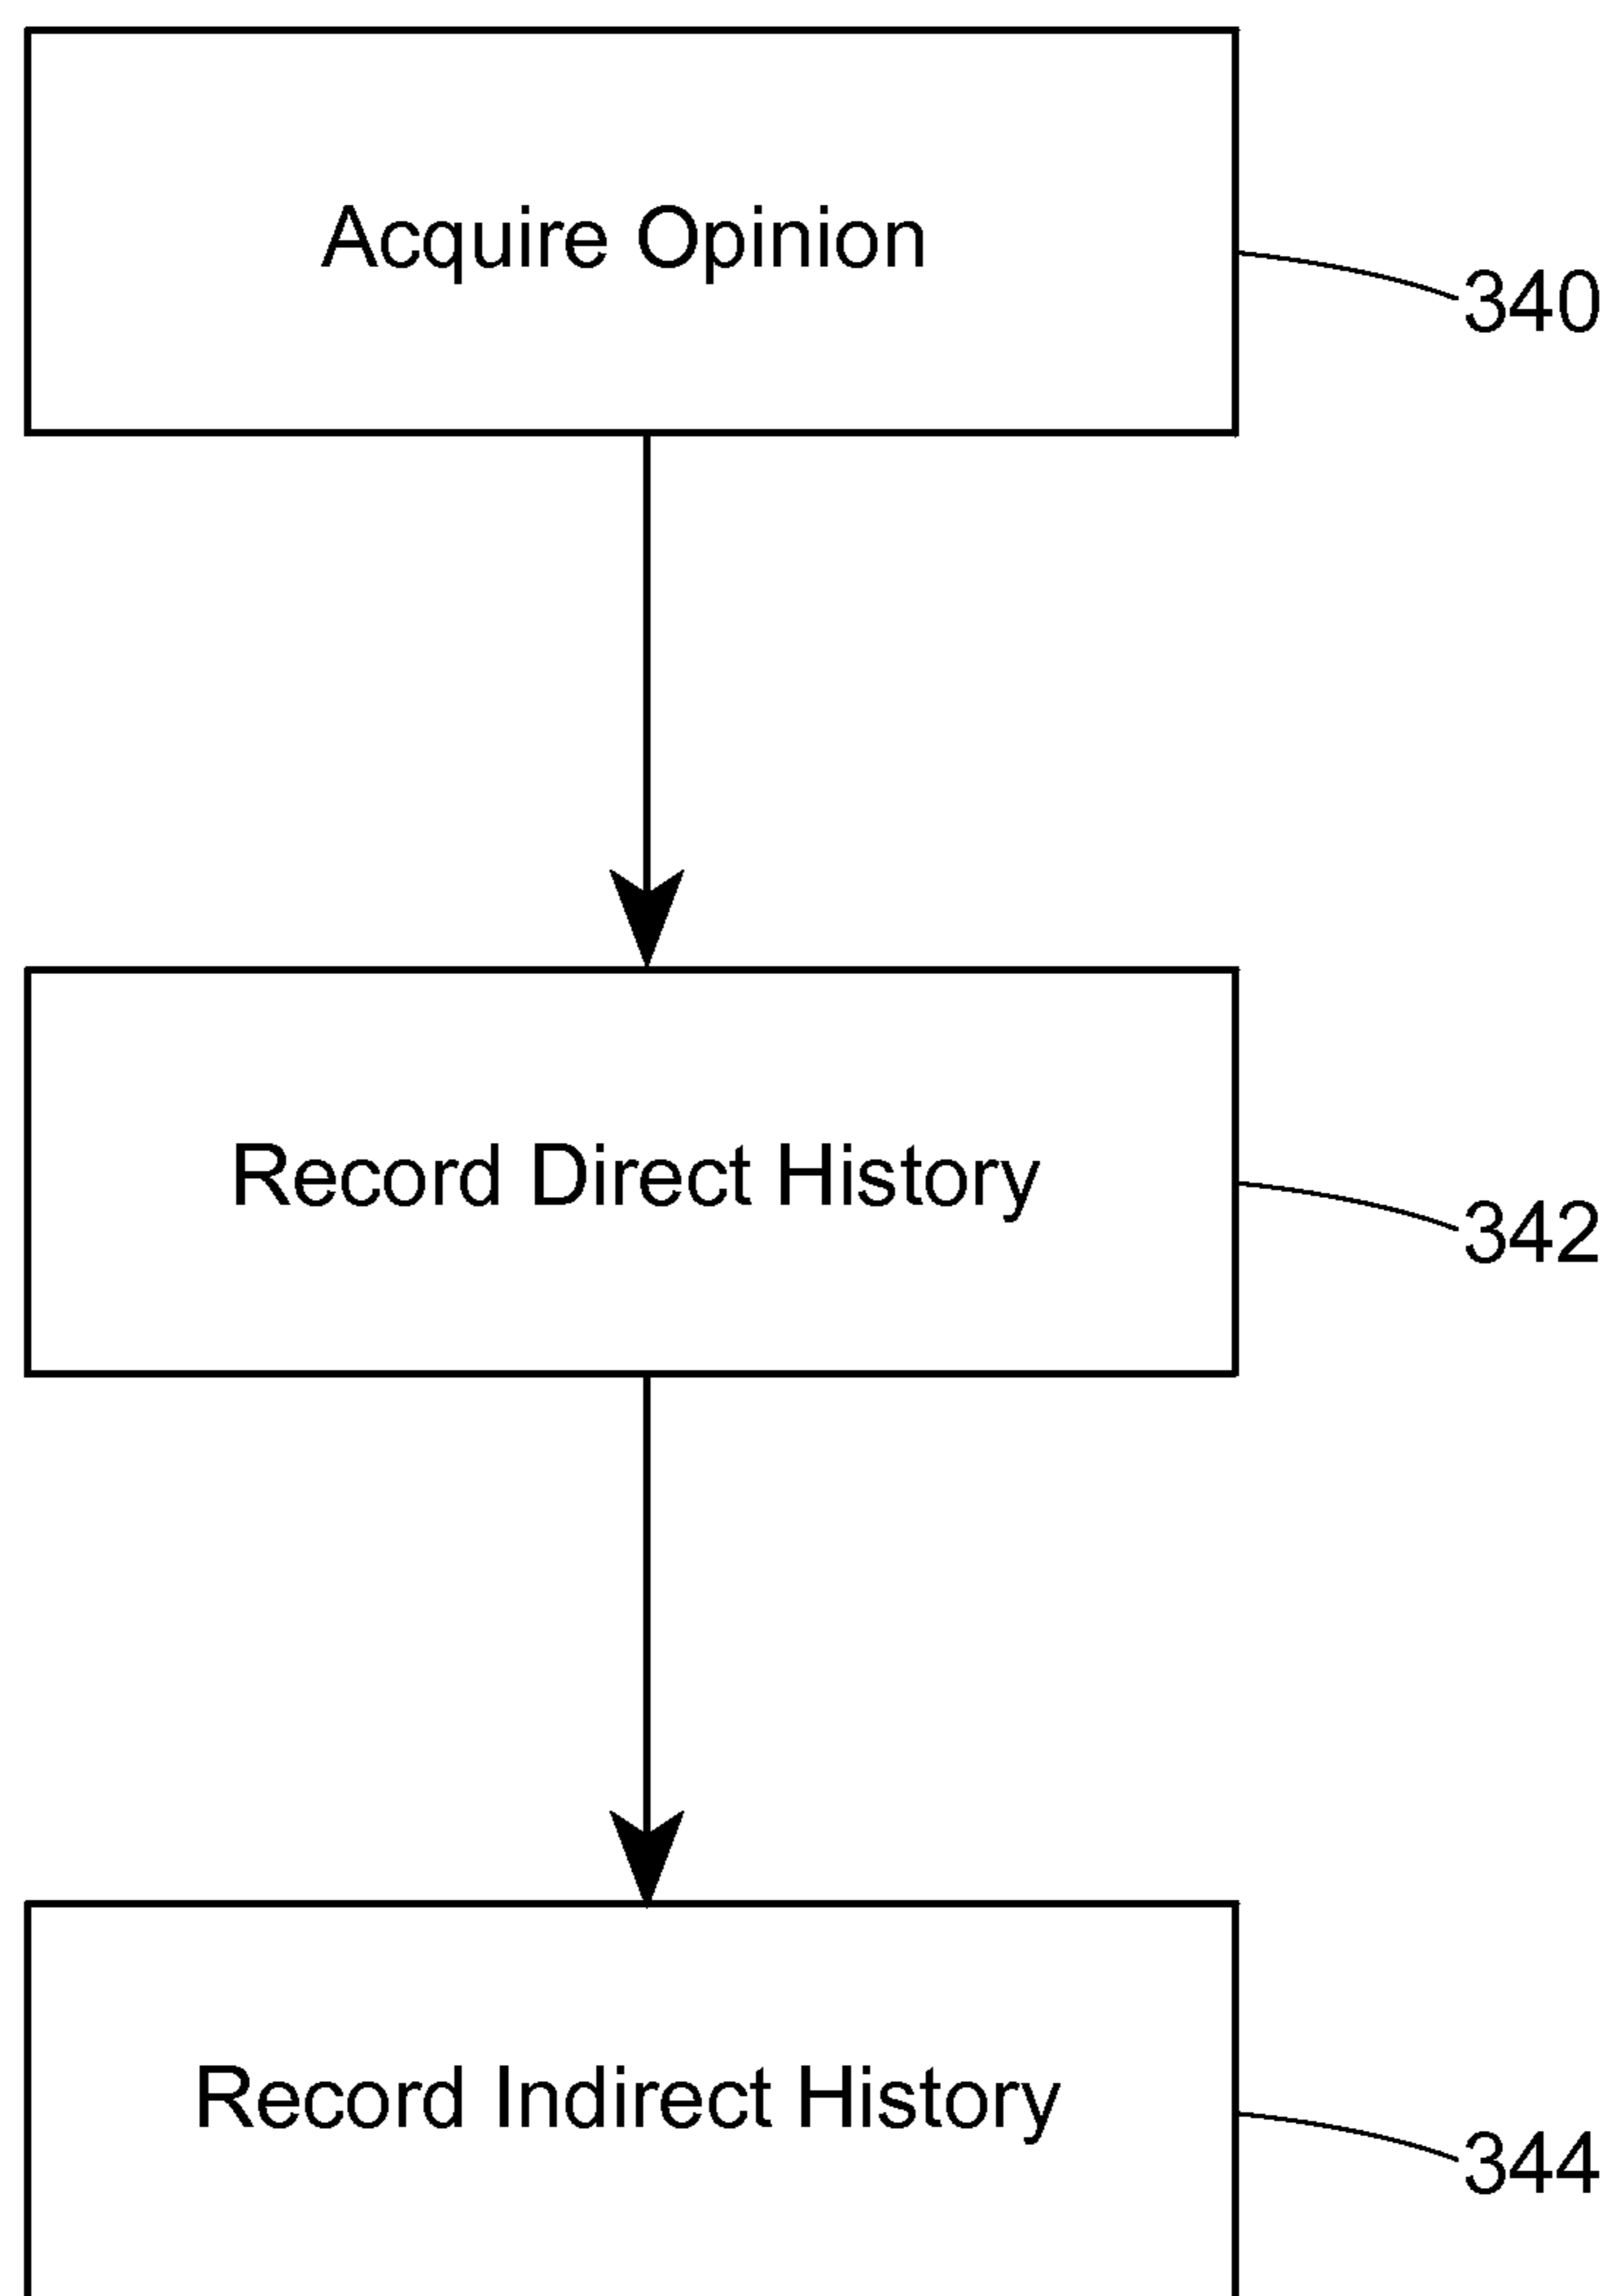 Acquire Opinion
340
Record Direct History
342
Record Indirect History
344